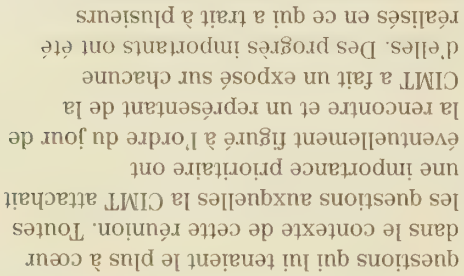 questions qui lui tenaient le plus à cœur
dans le contexte de cette réunion. Toutes
les questions auxquelles la CIMT attachait
une importance prioritaire ont
éventuellement figuré à l'ordre du jour de
la rencontre et un représentant de la
CIMT a fait un exposé sur chacune
d'elles. Des progrès importants ont été
réalisés en ce qui a trait à plusieurs